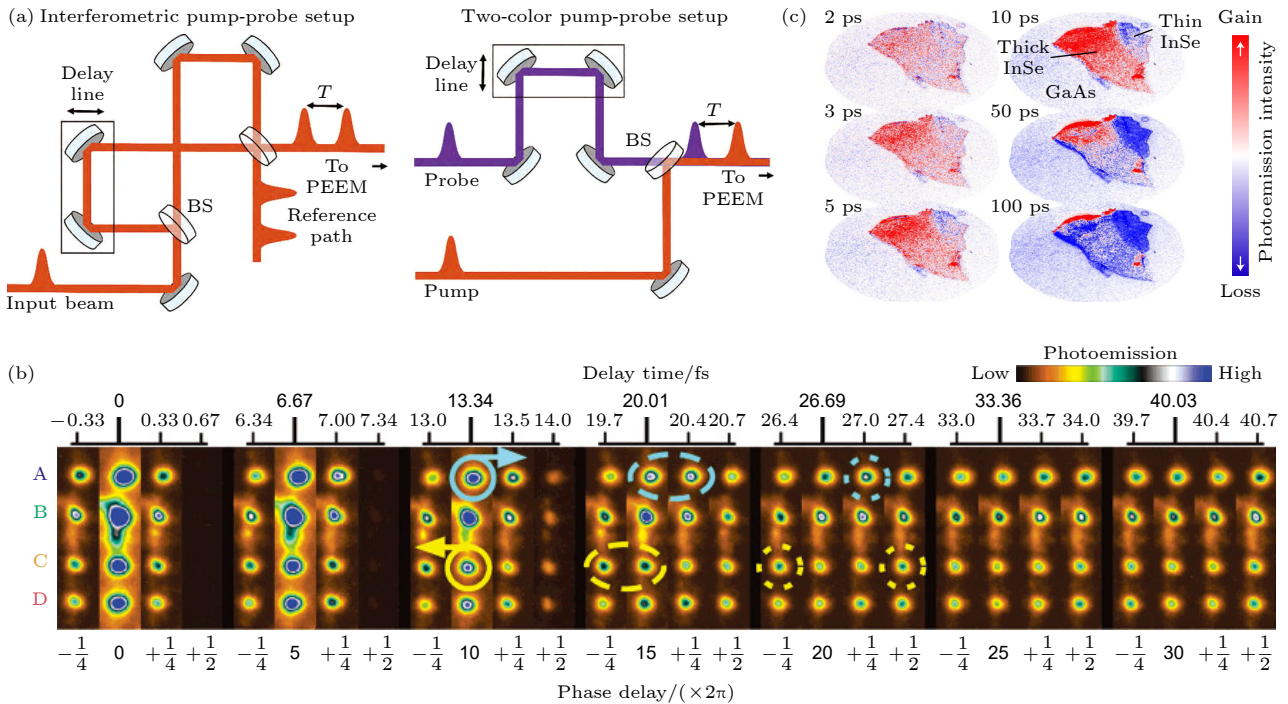 (a) Interferometric pump-probe setup
Delay
line
T
To
PEEM
BS
Reference
path
Input beam
Two-color pump-probe setup
Delay
line
BS
T
To
PEEM
Probe
Pump
(c)
2 ps
10 ps
Thin
InSe
Thick
InSe
GaAs
3 ps
50 ps
5 ps
100 ps
Gain
Photoemission intensity
Loss
(b)
Delay time/fs
Photoemission
Low
High
0 6.67 13.34 20.01 26.69 33.36 40.03
−0.33 0.33 0.67 6.34 7.00 7.34 13.0 13.5 14.0 19.7 20.4 20.7 26.4 27.0 27.4 33.0 33.8 34.0 39.7 40.4 40.7
A
B
C
D
−1/4 0 +1/4 +1/2 −1/4 5 +1/4 +1/2 −1/4 10 +1/4 +1/2 −1/4 15 +1/4 +1/2 −1/4 20 +1/4 +1/2 −1/4 25 +1/4 +1/2 −1/4 30 +1/4 +1/2
Phase delay/(×2π)